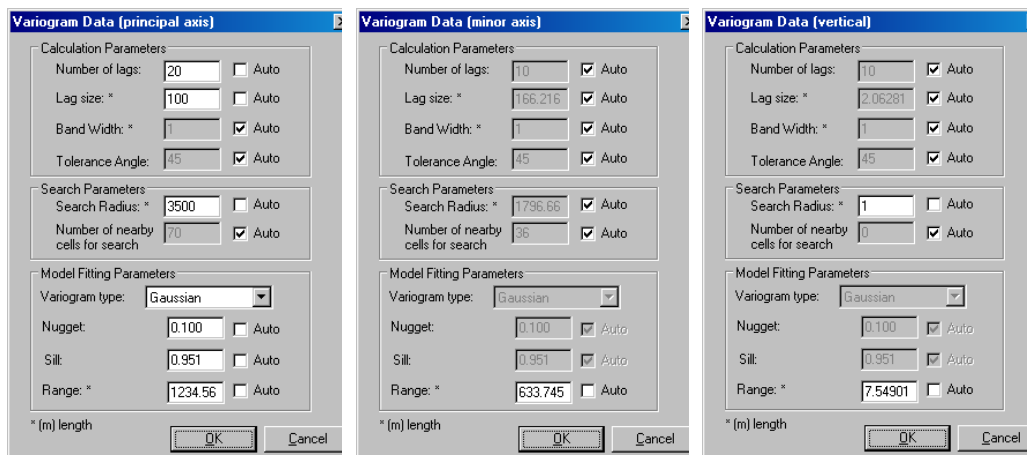 Variogram Data (principal axis)
Calculation Parameters
Number of lags: 20 Auto
Lag size: * 100 Auto
Band Width: * 1 Auto
Tolerance Angle: 45 Auto
Search Parameters
Search Radius: * 3500 Auto
Number of nearby
cells for search 70 Auto
Model Fitting Parameters
Variogram type: Gaussian
Nugget: 0.100 Auto
Sill: 0.951 Auto
Range: * 1234.56 Auto
* (m) length
OK Cancel
Variogram Data (minor axis)
Calculation Parameters
Number of lags: 10 Auto
Lag size: * 166.216 Auto
Band Width: * 1 Auto
Tolerance Angle: 45 Auto
Search Parameters
Search Radius: * 1796.66 Auto
Number of nearby
cells for search 36 Auto
Model Fitting Parameters
Variogram type: Gaussian
Nugget: 0.100 Auto
Sill: 0.951 Auto
Range: * 633.745 Auto
* (m) length
OK Cancel
Variogram Data (vertical)
Calculation Parameters
Number of lags: 10 Auto
Lag size: * 2.06281 Auto
Band Width: * 1 Auto
Tolerance Angle: 45 Auto
Search Parameters
Search Radius: * 1 Auto
Number of nearby
cells for search 0 Auto
Model Fitting Parameters
Variogram type: Gaussian
Nugget: 0.100 Auto
Sill: 0.951 Auto
Range: * 7.54901 Auto
* (m) length
OK Cancel